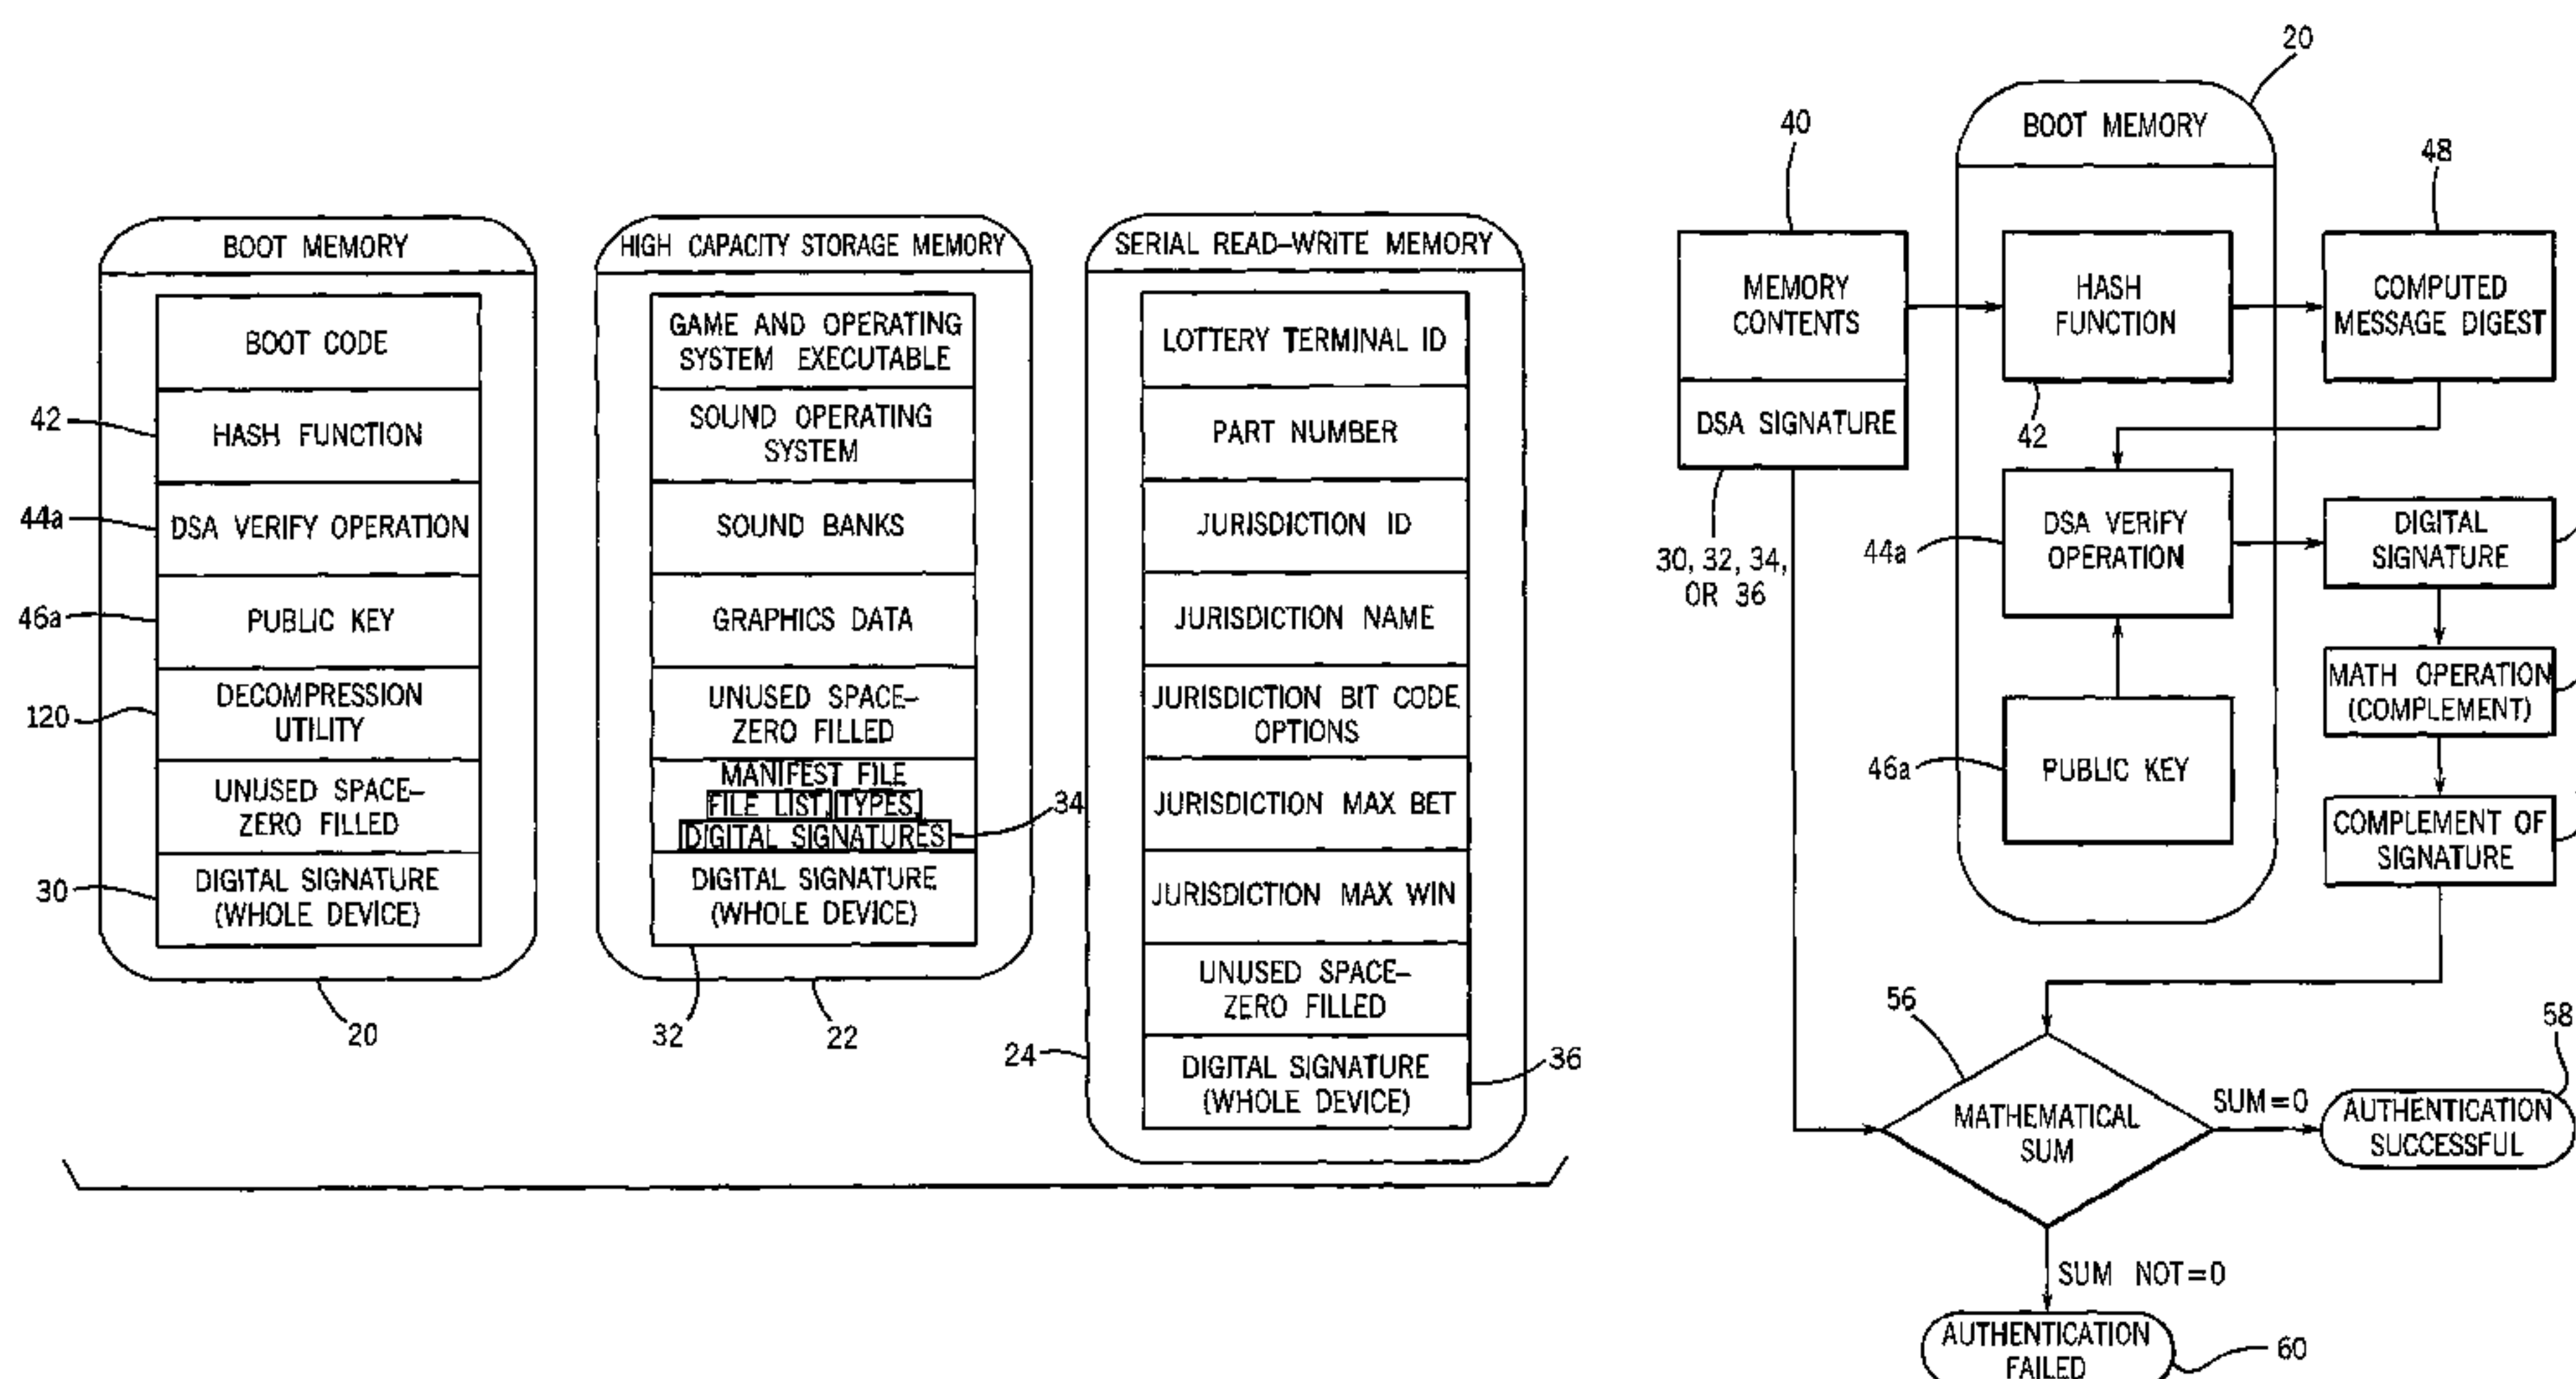 BOOT MEMORY
BOOT CODE
42
HASH FUNCTION
44a
DSA VERIFY OPERATION
46a
PUBLIC KEY
120
DECOMPRESSION
UTILITY
UNUSED SPACE-
ZERO FILLED
30
DIGITAL SIGNATURE
(WHOLE DEVICE)
20
HIGH CAPACITY STORAGE MEMORY
GAME AND OPERATING
SYSTEM EXECUTABLE
SOUND OPERATING
SYSTEM
SOUND BANKS
GRAPHICS DATA
UNUSED SPACE-
ZERO FILLED
MANIFEST FILE
FILE LIST, TYPES,
DIGITAL SIGNATURES
34
DIGITAL SIGNATURE
(WHOLE DEVICE)
32
22
SERIAL READ-WRITE MEMORY
LOTTERY TERMINAL ID
PART NUMBER
JURISDICTION ID
JURISDICTION NAME
JURISDICTION BIT CODE
OPTIONS
JURISDICTION MAX BET
JURISDICTION MAX WIN
UNUSED SPACE-
ZERO FILLED
24
DIGITAL SIGNATURE
(WHOLE DEVICE)
36
20
BOOT MEMORY
40
48
MEMORY
CONTENTS
HASH
FUNCTION
COMPUTED
MESSAGE DIGEST
DSA SIGNATURE
42
30, 32, 34,
OR 36
44a
DSA VERIFY
OPERATION
DIGITAL
SIGNATURE
MATH OPERATION
(COMPLEMENT)
46a
PUBLIC KEY
COMPLEMENT OF
SIGNATURE
56
58
MATHEMATICAL
SUM
SUM=0
AUTHENTICATION
SUCCESSFUL
SUM NOT=0
AUTHENTICATION
FAILED
60